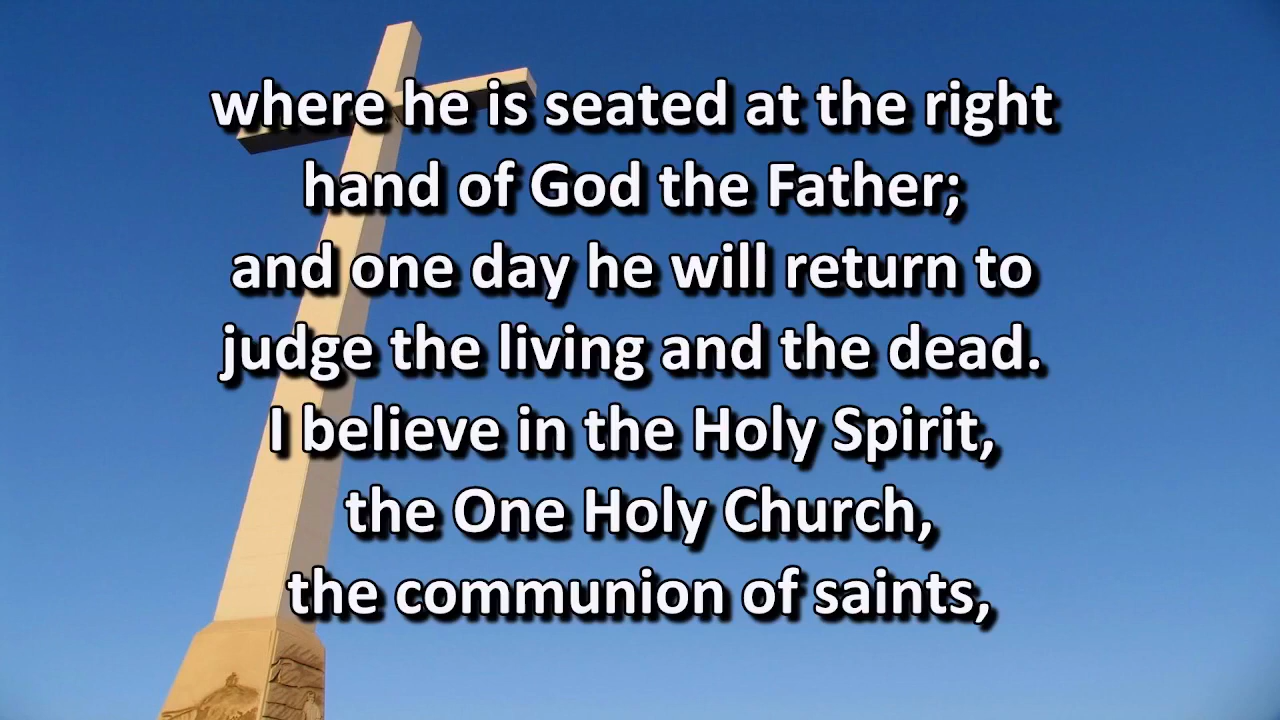 where he is seated at the right
hand of God the Father;
and one day he will return to
judge the living and the dead.
I believe in the Holy Spirit,
the One Holy Church,
the communion of saints,